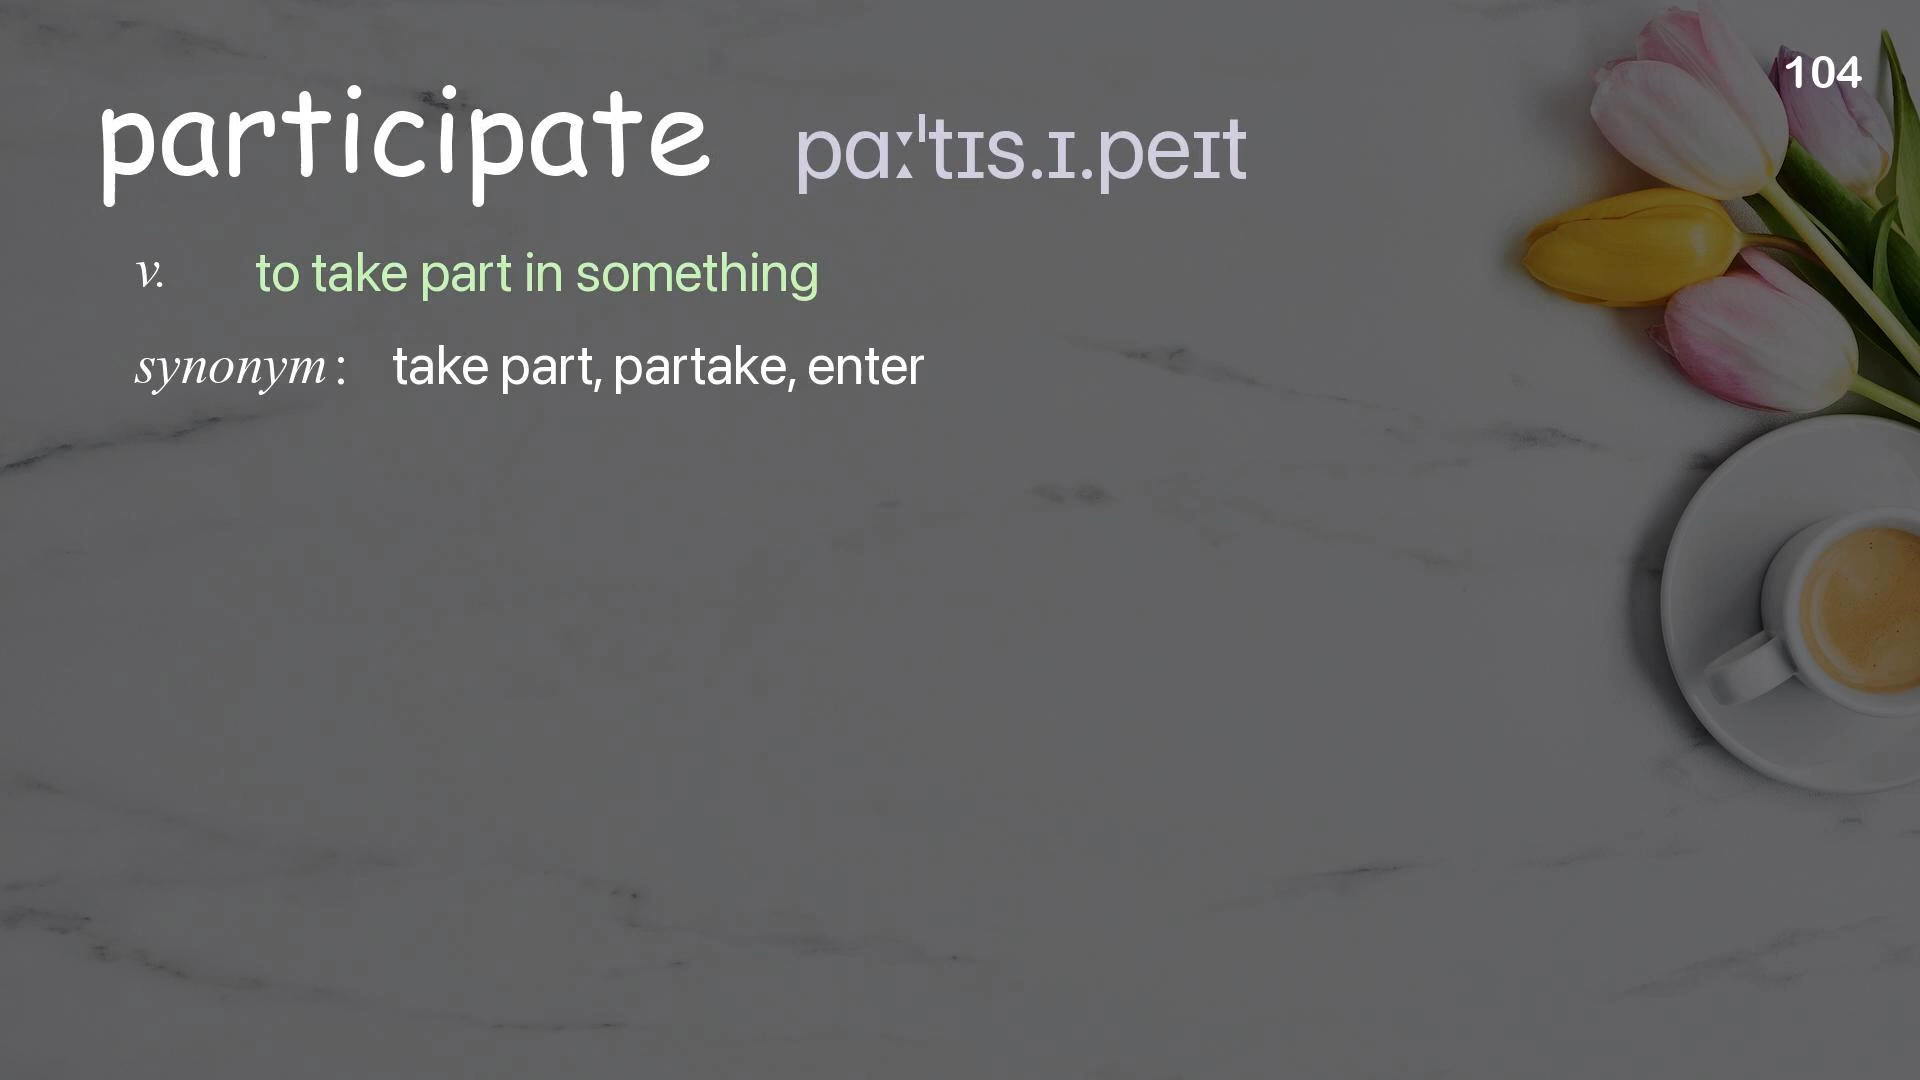 104
participate pɑːˈtɪs.ɪ.peɪt
v. to take part in something
synonym: take part, partake, enter